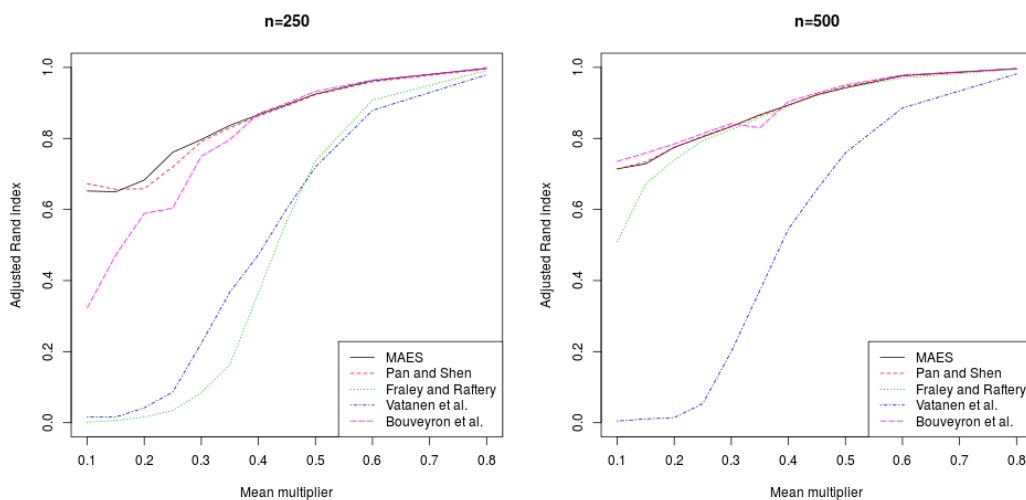 n=250
Adjusted Rand index
1.0
0.8
0.6
0.4
0.2
0.0
MAES
Pan and Shen
Fraley and Raftery
Vatanen et al.
Bouveyron et al.
0.1 0.2 0.3 0.4 0.5 0.6 0.7 0.8
Mean multiplier
n=500
Adjusted Rand index
1.0
0.8
0.6
0.4
0.2
0.0
MAES
Pan and Shen
Fraley and Raftery
Vatanen et al.
Bouveyron et al.
0.1 0.2 0.3 0.4 0.5 0.6 0.7 0.8
Mean multiplier